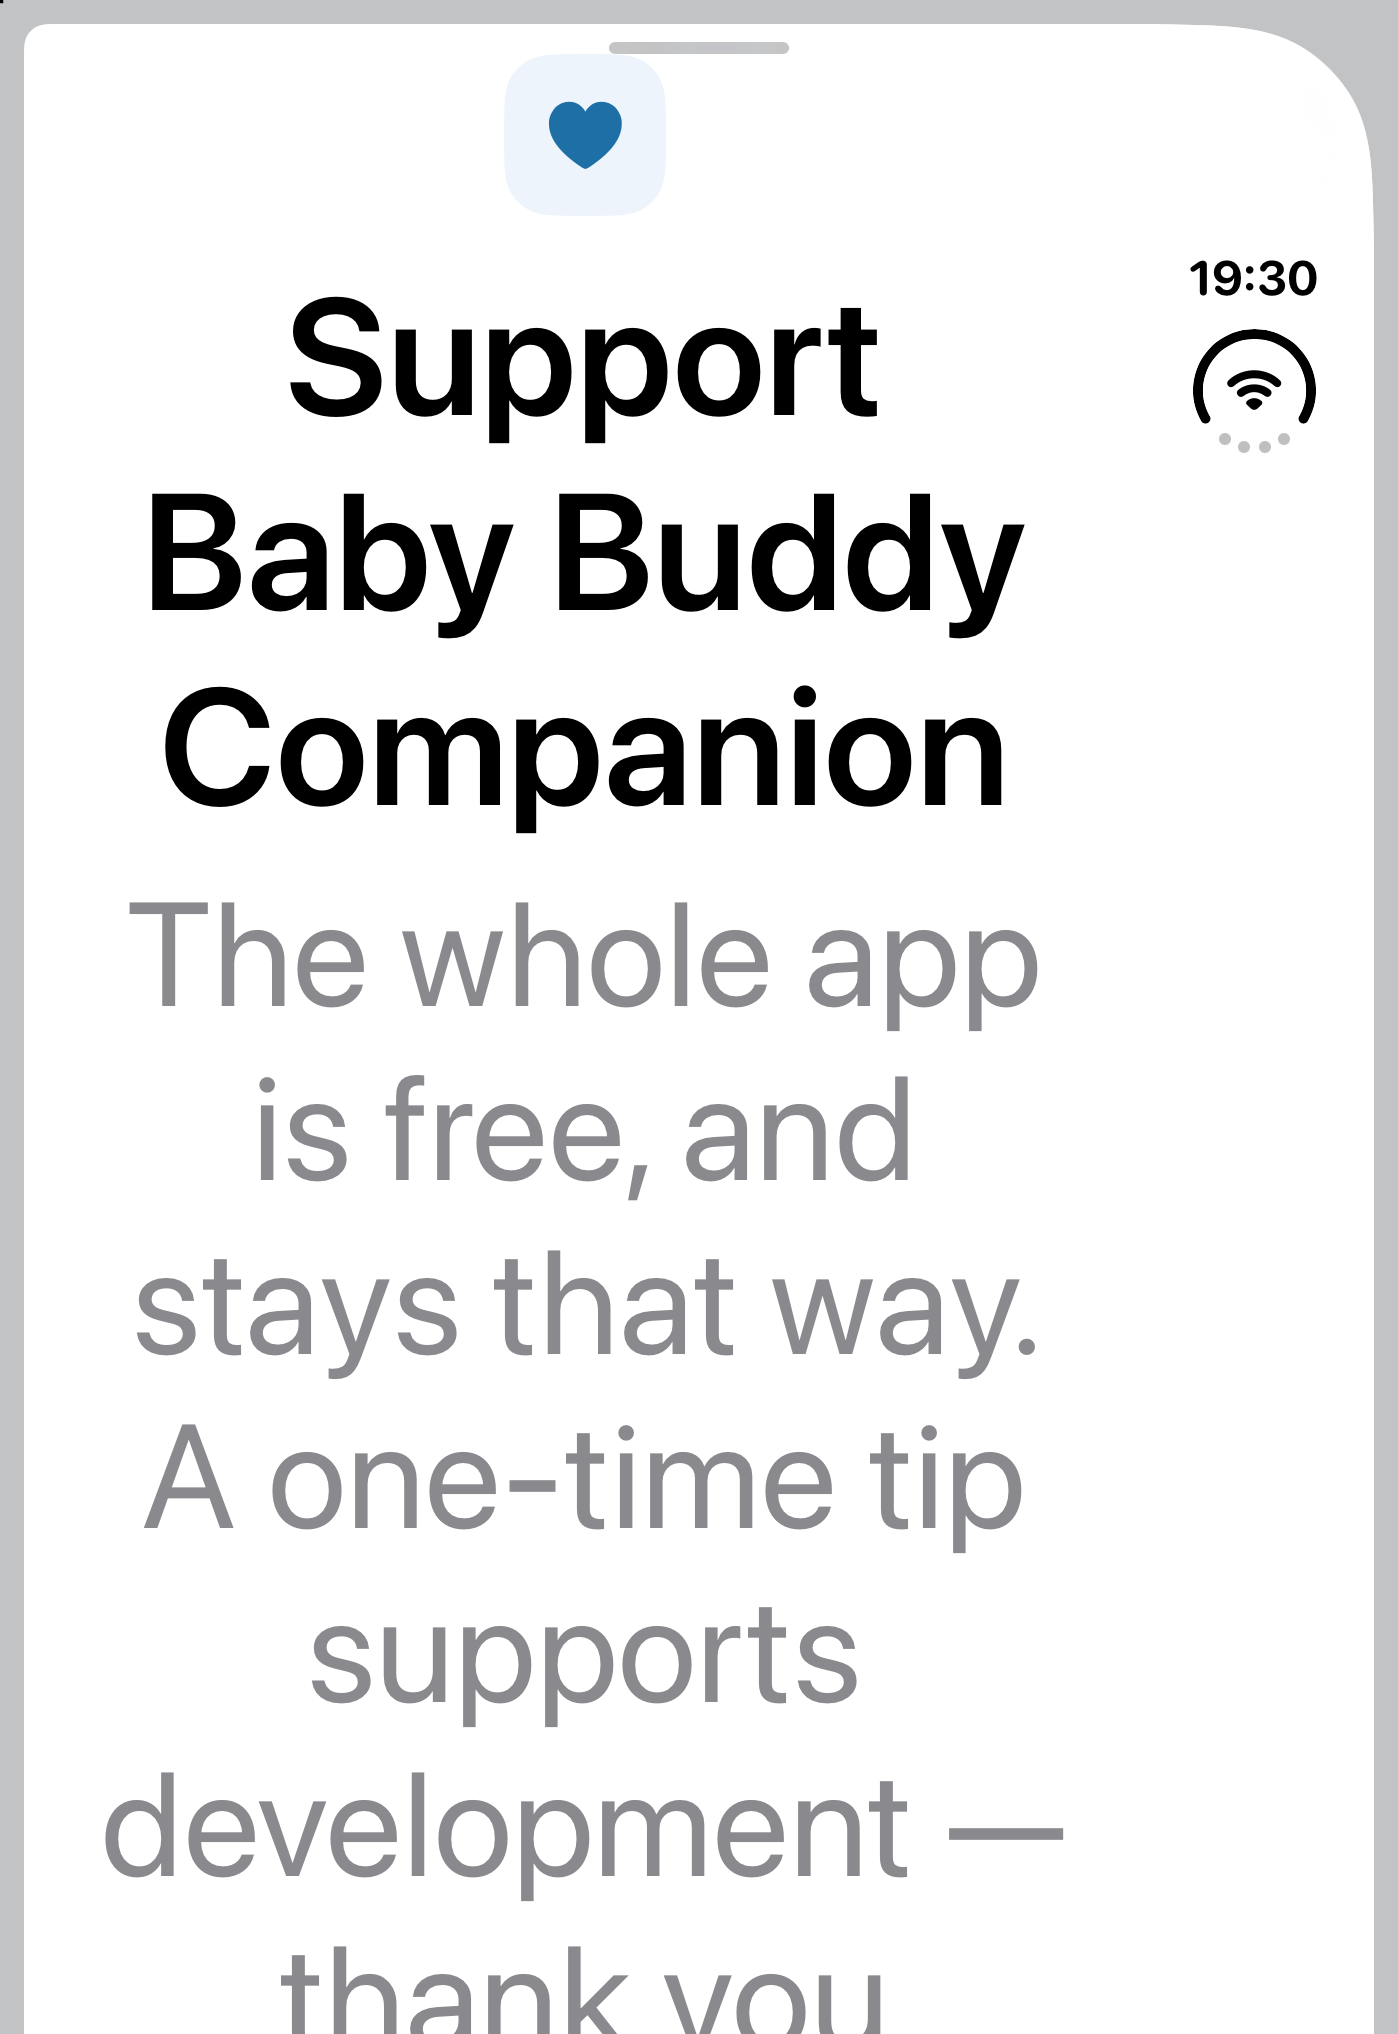 19:30
Support
Baby Buddy
Companion
The whole app
is free, and
stays that way.
A one-time tip
supports
development —
thank you